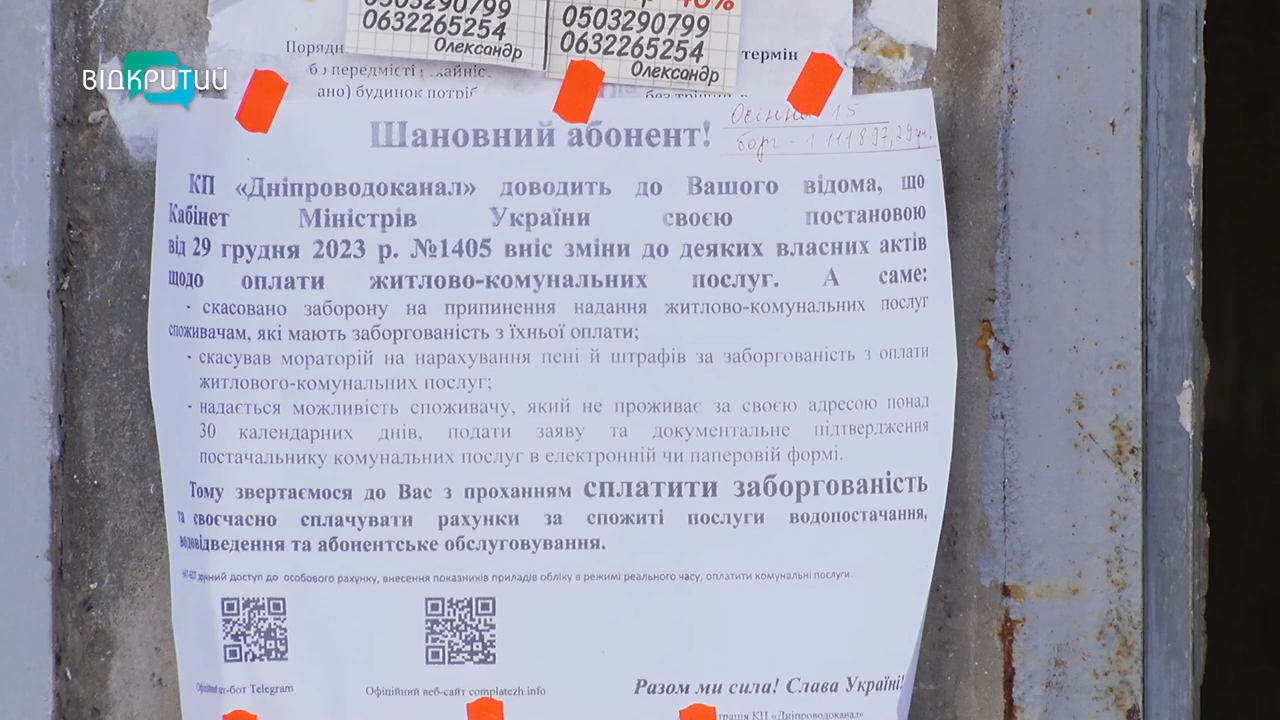 ВІДКРИТИЙ
0503290799
0632265254
Олександр
40%
0503290799
0632265254
Олександр
термін
передмісті
ано) будинок
Шановний абонент!
15
борг -
КП «Дніпроводоканал» доводить до Вашого відома, що
Кабінет Міністрів України своєю постановою
від 29 грудня 2023 р. №1405 вніс зміни до деяких власних актів
щодо оплати житлово-комунальних послуг. А саме:
- скасовано заборону на припинення надання житлово-комунальних послуг
споживачам, які мають заборгованість з їхньої оплати;
- скасував мораторій на нарахування пені й штрафів за заборгованість з оплати
житлового-комунальних послуг;
- надається можливість споживачу, який не проживає за своєю адресою понад
30 календарних днів, подати заяву та документальне підтвердження
постачальнику комунальних послуг в електронній чи паперовій формі.
Тому звертаємося до Вас з проханням сплатити заборгованість
та своєчасно сплачувати рахунки за спожиті послуги водопостачання,
водовідведення та абонентське обслуговування.
доступ до особового рахунку, внесення показників приладів обліку в режимі реального часу, оплатити комунальні послуги.
Офіційний чат-бот Telegram
Офіційний веб-сайт complatezh.info
Разом ми сила! Слава Україні!
КП «Дніпроводоканал»